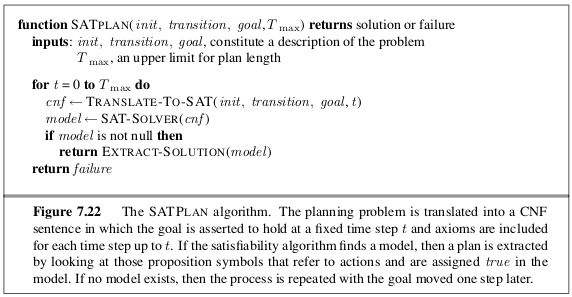 function SATPLAN( init, transition, goal, T max ) returns solution or failure
inputs: init, transition, goal, constitute a description of the problem
T max , an upper limit for plan length
for t = 0 to T max do
cnf ← TRANSLATE-TO-SAT( init, transition, goal, t)
model ← SAT-SOLVER(cnf)
if model is not null then
return EXTRACT-SOLUTION(model)
return failure
Figure 7.22 The SATPLAN algorithm. The planning problem is translated into a CNF
sentence in which the goal is asserted to hold at a fixed time step t and axioms are included
for each time step up to t. If the satisfiability algorithm finds a model, then a plan is extracted
by looking at those proposition symbols that refer to actions and are assigned true in the
model. If no model exists, then the process is repeated with the goal moved one step later.